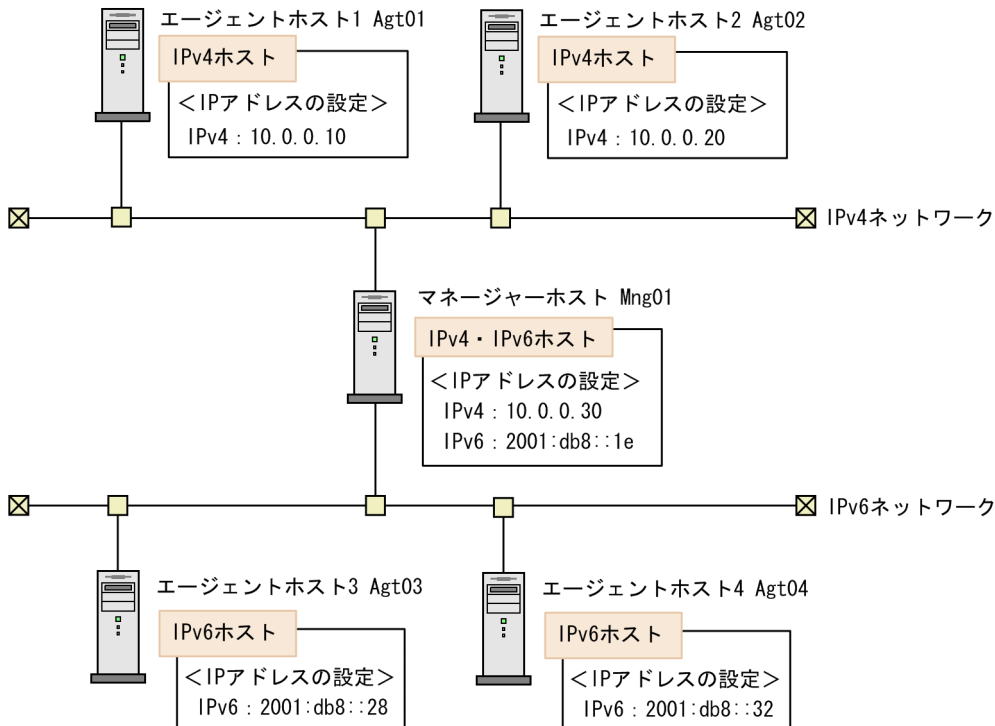 エージェントホスト1 Agt01
IPv4ホスト
＜IPアドレスの設定＞
IPv4：10.0.0.10
エージェントホスト2 Agt02
IPv4ホスト
＜IPアドレスの設定＞
IPv4：10.0.0.20
IPv4ネットワーク
マネージャーホスト Mng01
IPv4・IPv6ホスト
＜IPアドレスの設定＞
IPv4：10.0.0.30
IPv6：2001:db8::1e
IPv6ネットワーク
エージェントホスト3 Agt03
IPv6ホスト
＜IPアドレスの設定＞
IPv6：2001:db8::28
エージェントホスト4 Agt04
IPv6ホスト
＜IPアドレスの設定＞
IPv6：2001:db8::32